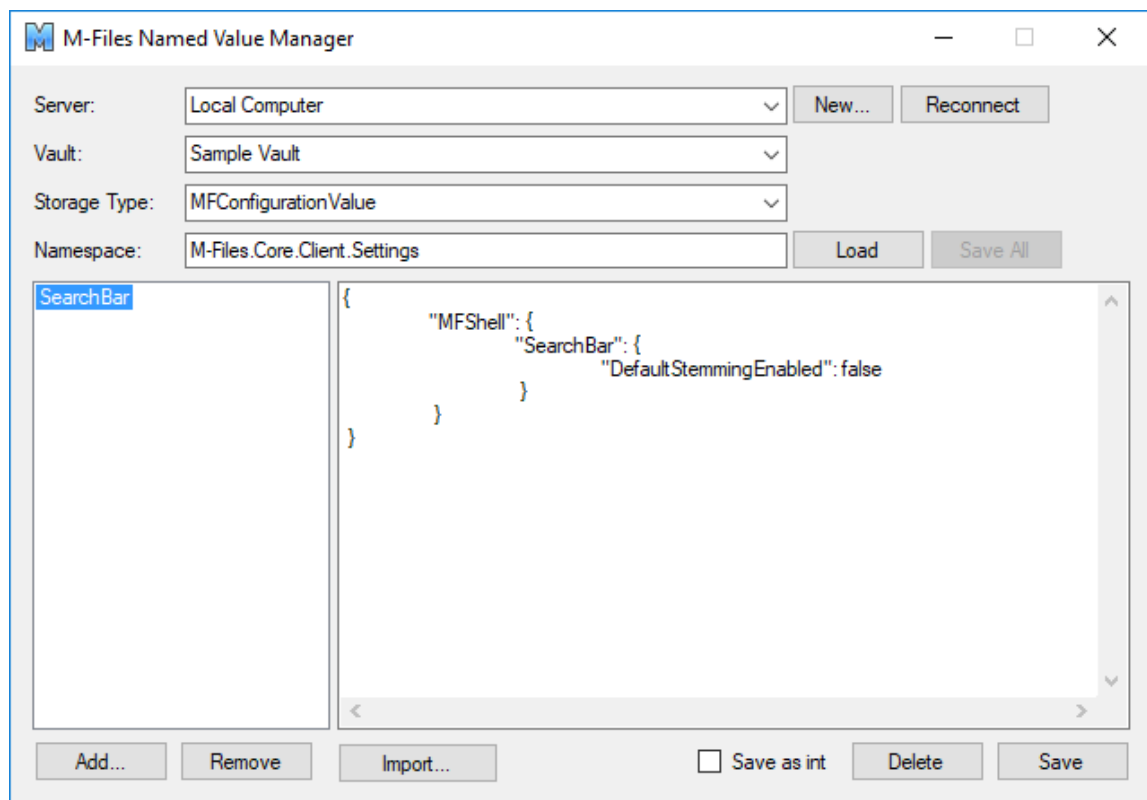 M-Files Named Value Manager
Server: Local Computer New... Reconnect
Vault: Sample Vault
Storage Type: MFConfigurationValue
Namespace: M-Files.Core.Client.Settings Load Save All
SearchBar
{
"MFShell": {
"SearchBar": {
"DefaultStemmingEnabled": false
}
}
}
Add... Remove Import... Save as int Delete Save